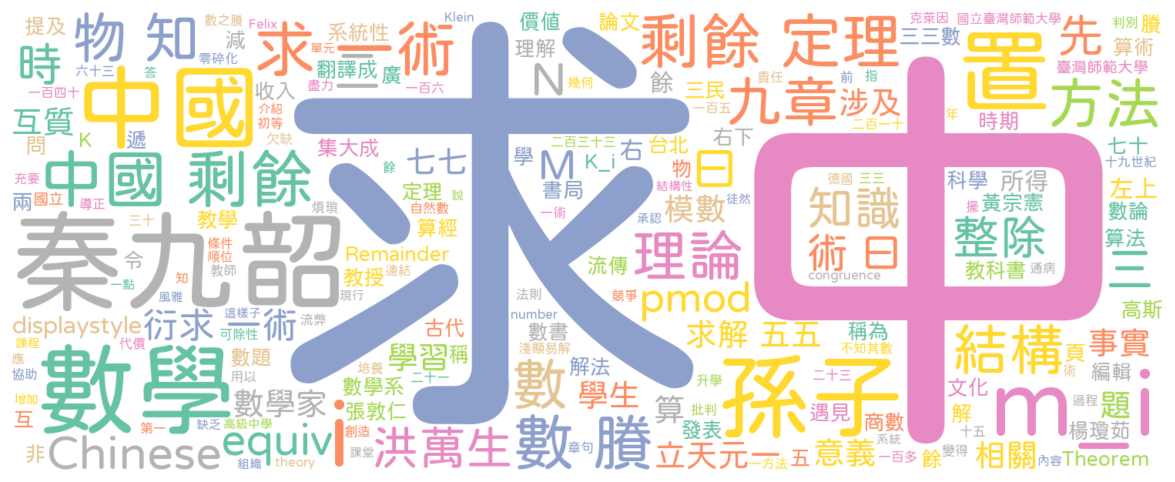 提及
物 知
數之賸
Felix
Klein
求一術
系統性
價值
論文
剩餘 定理
克萊因
國立臺灣師範大學
三三數
先
判別
賸
算術
臺灣師範大學
時
六十三
零碎化
減
單元
答
翻譯成
廣
理解
N
餘
三民
九章
涉及
責任
前
指
置
方法
一百四十
中國
收入
盡力
一百六
幾何
一百五
二百一十
年
時期
互質
K
遞
介紹
初等
欠缺
求
二百三十三
台北
右下
中
七十
問
集大成
七七
學
M
K_i
右
物
曰
十九世紀
中國 剩餘
餘
定理
說
書局
結構性
德國
三三
科學
所得
左上
充要
兩
國立
導正
自然數
煩瑣
一術
承認
徒然
模數
知識
擢
黃宗憲
數論
秦九韶
三十
教學
條件
順位
算經
術 曰
整除
算法
令
知
教師
Remainder
流傳
理論
congruence
教科書
通病
三
一點
教授
連結
風雅
這樣子
現行
法則
競爭
pmod
高斯
displaystyle
衍求 一術
流弊
古代
number
數書
求解 五五
稱為
課程
代價
可除性
學習
稱
淺顯易懂
不知其數
結構
頁
事實
應
數學
數題
解法
協助
用以
培養
二十一
數
學生
升學
孫子
二十三
術
文化
編輯
增加
數學家
數學系
張敦仁
算
批判
遇見
商數
解
m_i
過程
題
互
第一
缺乏
高級中學
創造
i
發表
十五
楊瓊茹
非
Chinese
equiv
洪萬生
數 賸
章句
立天元一
一方法
五
意義
系統
一百多
餘
變得
相關
內容
Theorem
組織
theory
課堂